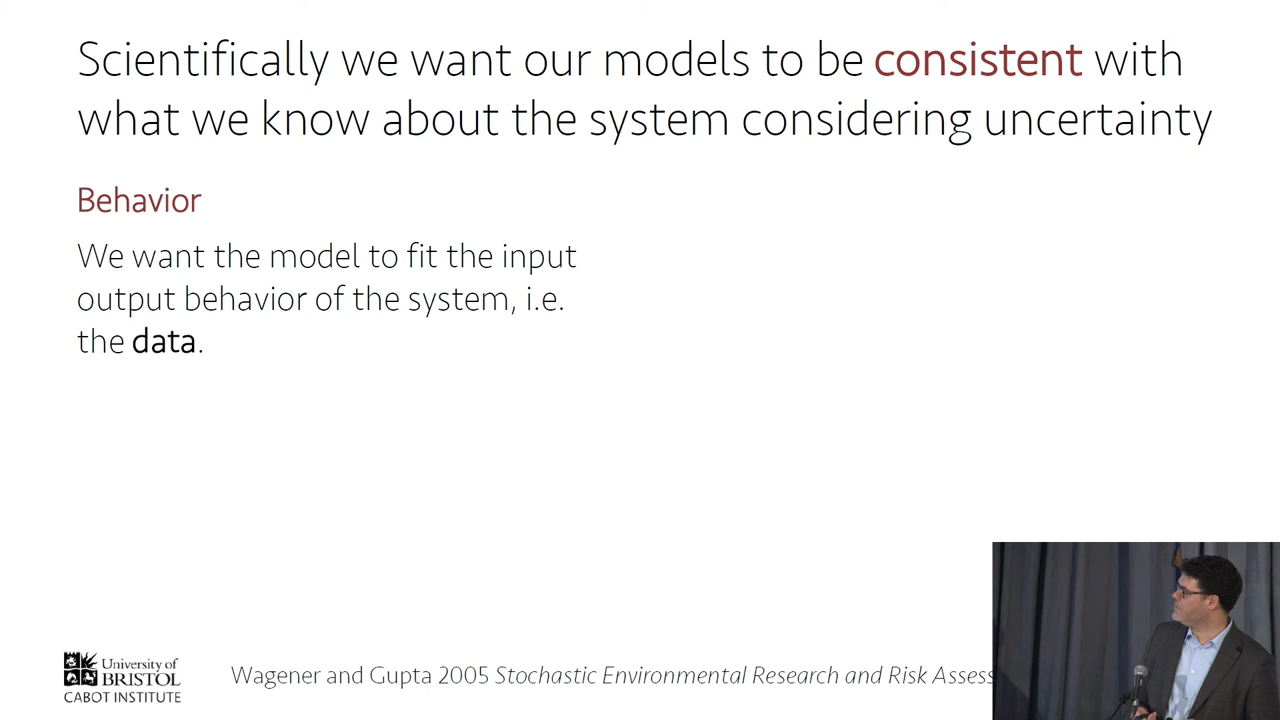 Scientifically we want our models to be consistent with
what we know about the system considering uncertainty
Behavior
We want the model to fit the input
output behavior of the system, i.e.
the data.
University of
BRISTOL
CABOT INSTITUTE
Wagener and Gupta 2005 Stochastic Environmental Research and Risk Assess